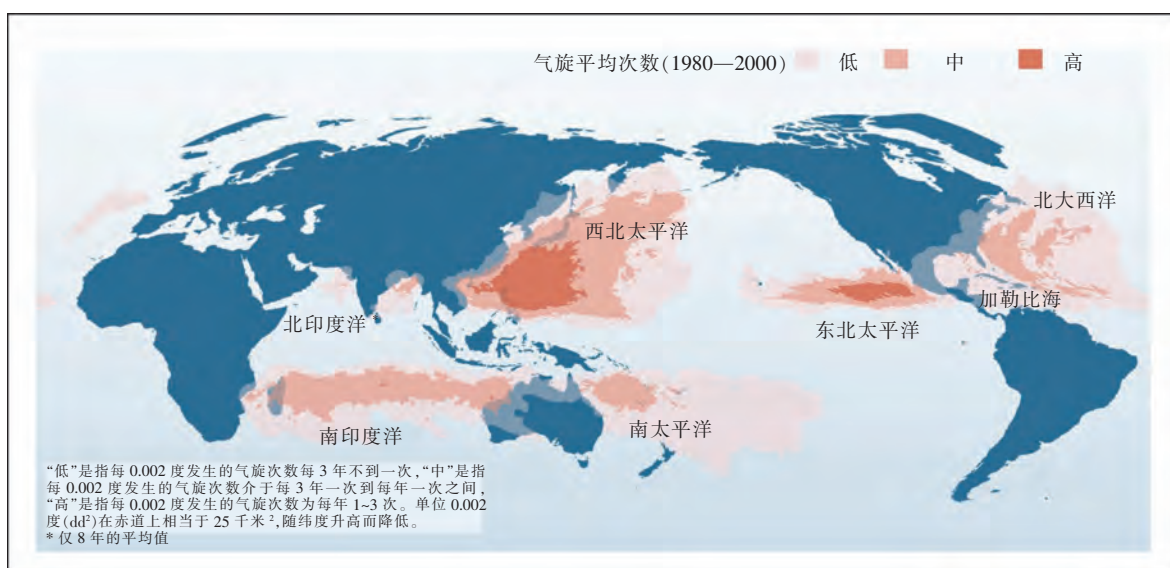 气旋平均次数(1980—2000) 低 中 高
北大西洋
西北太平洋
加勒比海
北印度洋*
东北太平洋
南印度洋
南太平洋
“低”是指每 0.002 度发生的气旋次数每 3 年不到一次,“中”是指
每 0.002 度发生的气旋次数介于每 3 年一次到每年一次之间,
“高”是指每 0.002 度发生的气旋次数为每年 1~3 次。单位 0.002
度(dd²)在赤道上相当于 25 千米²,随纬度升高而降低。
* 仅 8 年的平均值